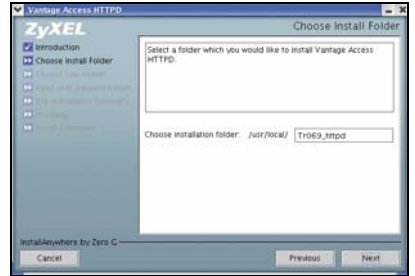 Vantage Access HTTPD
ZyXEL
Choose Install Folder
Introduction
Choose Install Folder
Select a folder which you would like to install Vantage Access
HTTPD.
Choose installation folder: /usr/local/ Tr069_httpd
InstallAnywhere by Zero G
Cancel
Previous
Next